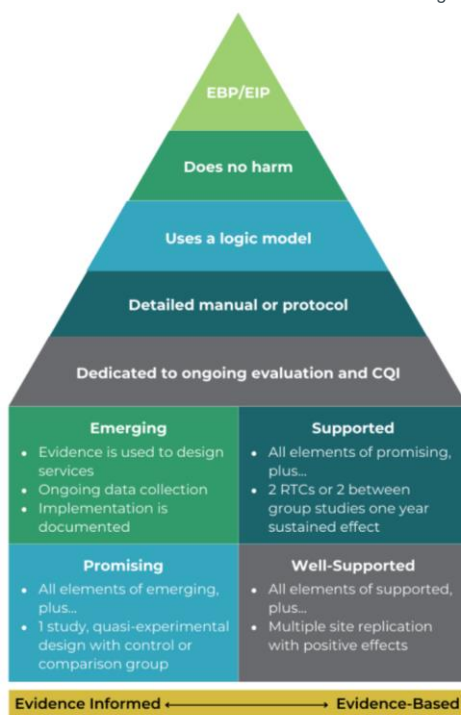 EBP/EIP
Does no harm
Uses a logic model
Detailed manual or protocol
Dedicated to ongoing evaluation and CQI
Emerging
• Evidence is used to design
services
• Ongoing data collection
• Implementation is
documented
Supported
• All elements of promising,
plus...
• 2 RTCs or 2 between
group studies one year
sustained effect
Promising
• All elements of emerging,
plus...
• 1 study, quasi-experimental
design with control or
comparison group
Well-Supported
• All elements of supported,
plus...
• Multiple site replication
with positive effects
Evidence Informed ←→ Evidence-Based